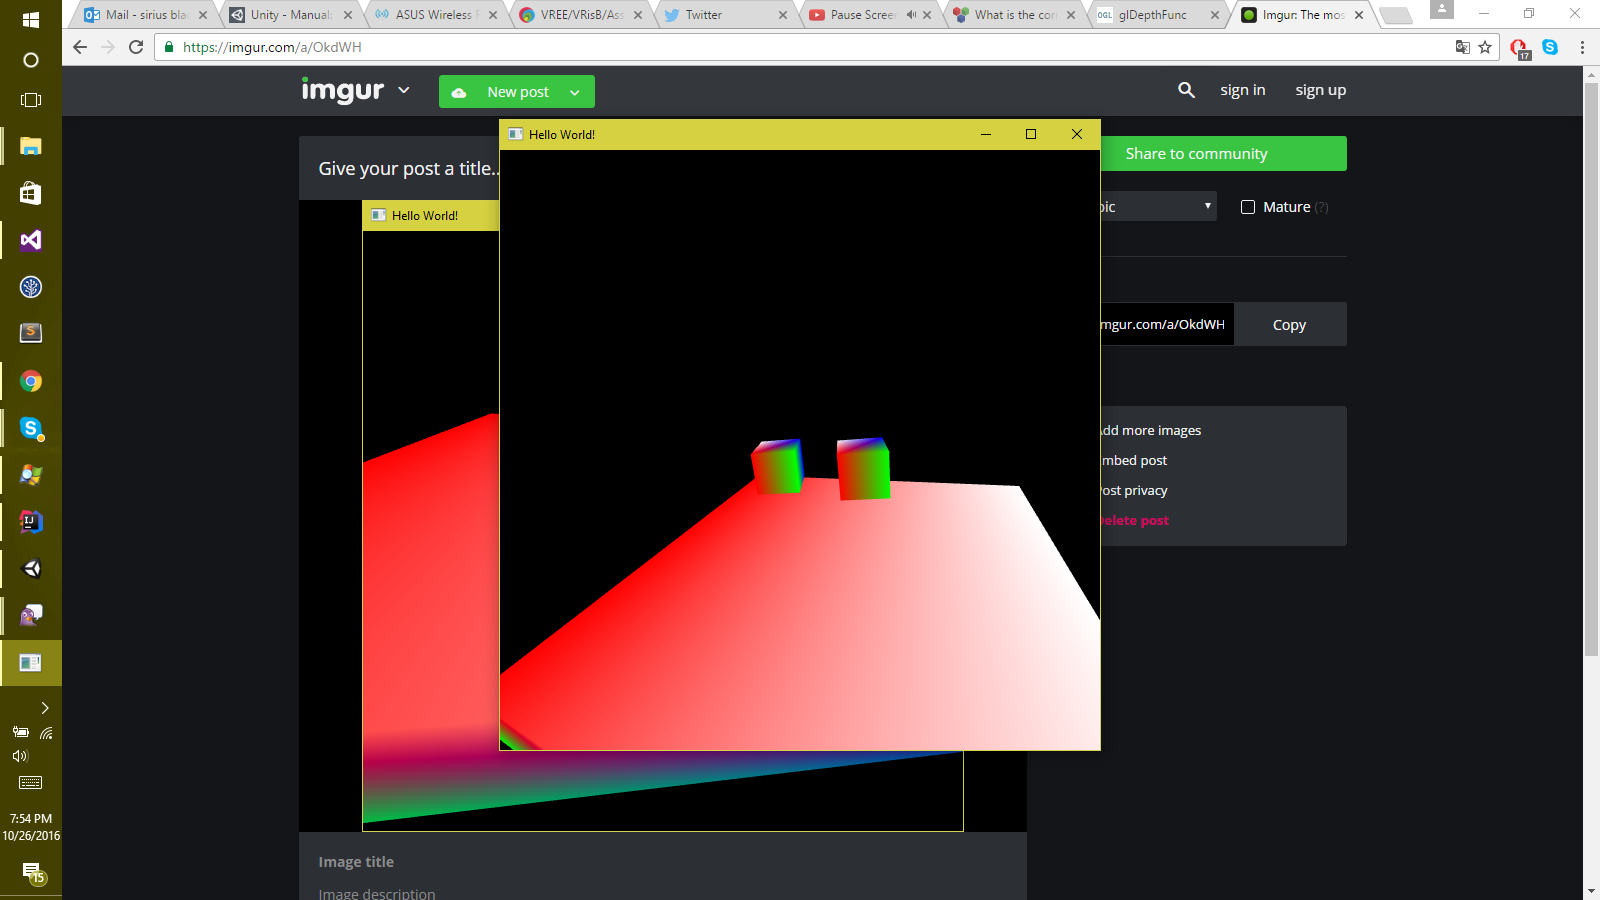 Mail - sirius bla
Unity - Manual:
ASUS Wireless R
VREE/VRisB/Ass
Twitter
Pause Screen
What is the cor
glDepthFunc
Imgur: The mos
https://imgur.com/a/OkdWH
17
imgur
New post
sign in
sign up
Hello World!
Give your post a title..
Share to community
Hello World!
Mature (?)
mgur.com/a/OkdWH
Copy
dd more images
mbed post
ost privacy
elete post
7:54 PM
10/26/2016
15
Image title
Image description